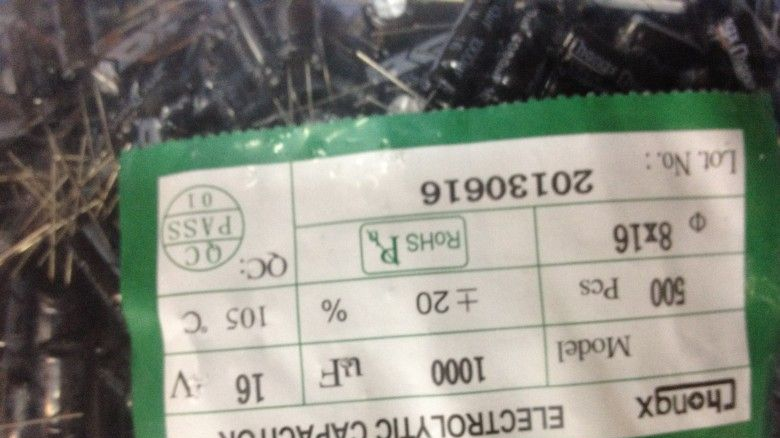 Chongx ELECTROLYTIC CAPACITOR
Model 1000 uF 16 V
500 Pcs ±20 % 105 °C
Φ 8x16 RoHS QC: QC PASS 01
Lot. No.: 20130616